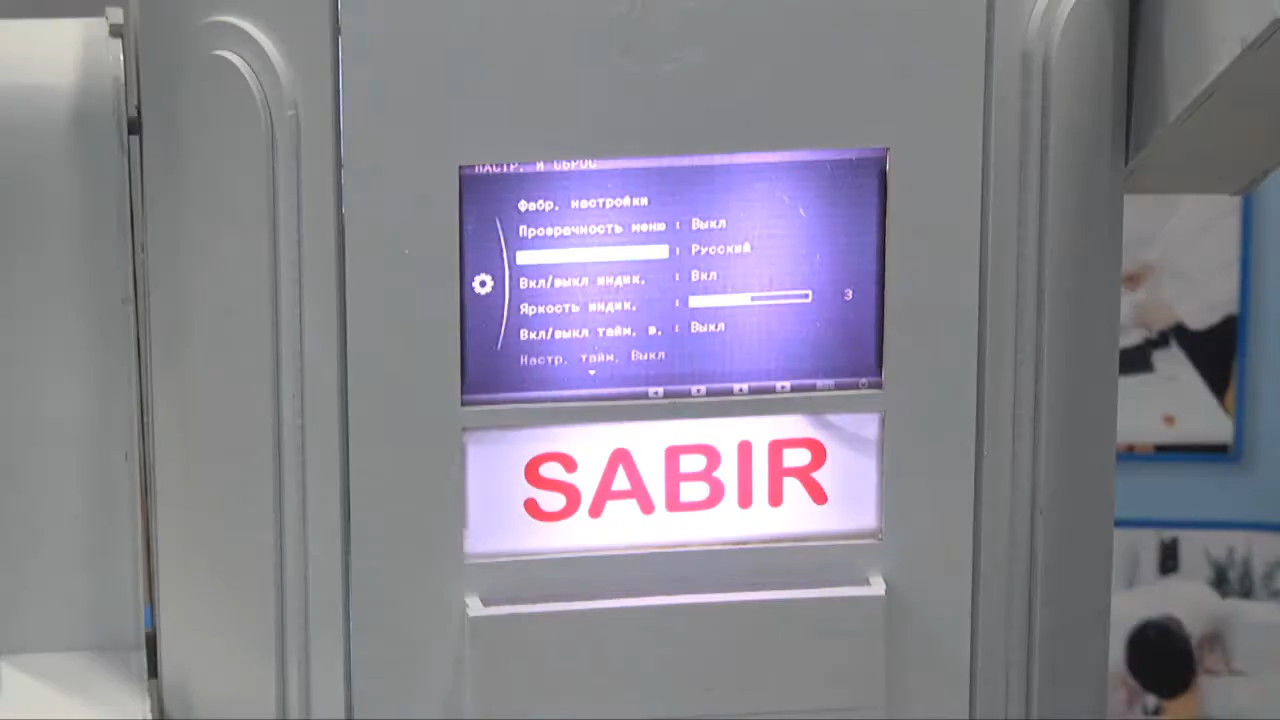 НАСТР. И СБРОС
Фабр. настройки
Прозрачность меню : Выкл
: Русский
Вкл/выкл индик. : Вкл
Яркость индик. : 3
Вкл/выкл тайм. в. : Выкл
Настр. тайм. Выкл
SABIR